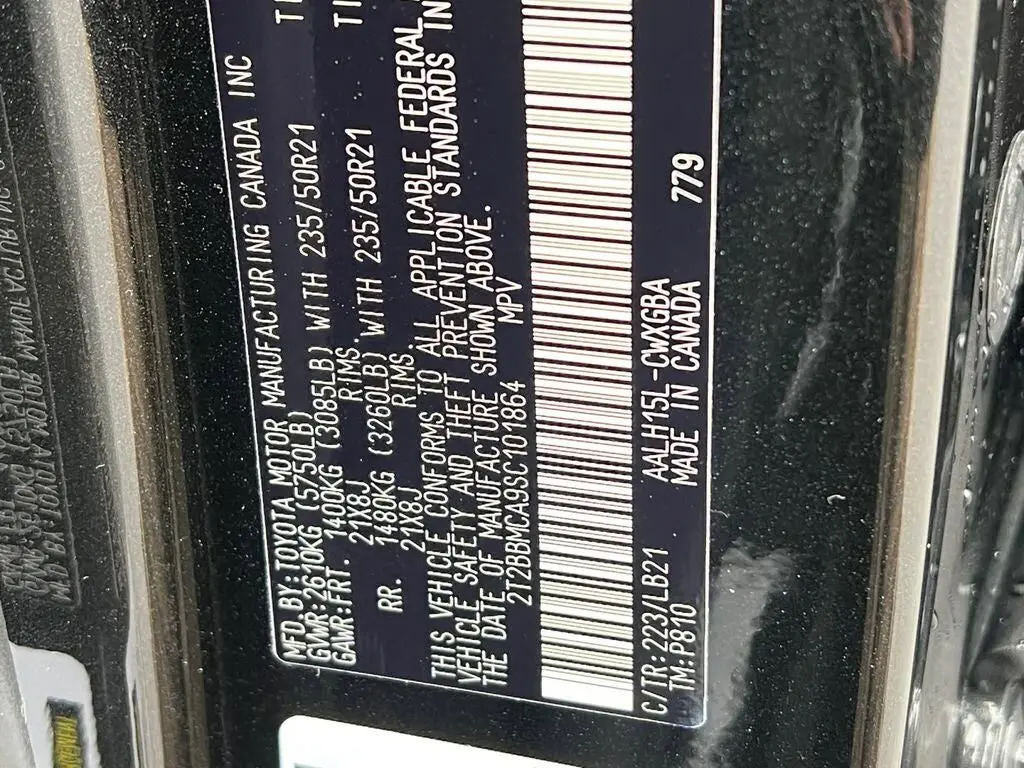 MFD.BY:TOYOTA MOTOR MANUFACTURING CANADA INC
GVWR:2610KG (5750LB)
GAWR:FRT. 1400KG (3085LB) WITH 235/50R21
21X8J RIMS.
RR. 1480KG (3260LB) WITH 235/50R21
21X8J RIMS
THIS VEHICLE CONFORMS TO ALL APPLICABLE FEDERAL
VEHICLE SAFETY AND THEFT PREVENTION STANDARDS IN
THE DATE OF MANUFACTURE SHOWN ABOVE.
2T2BBMCA9SC101864 MPV
C/TR:223/LB21 AALH15L-CWXGBA
TM:P810 MADE IN CANADA 779